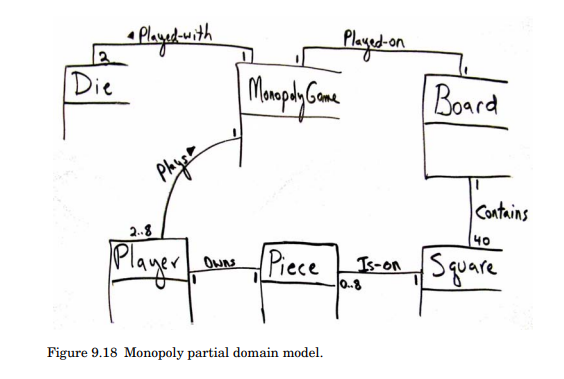 ◄ Played-with
Played-on
2
1
1
1
Die
MonopolyGame
Board
1
Plays ►
1
Contains
2..8
40
Player
Owns
Piece
Is-on
Square
1
1
0..8
1
Figure 9.18 Monopoly partial domain model.